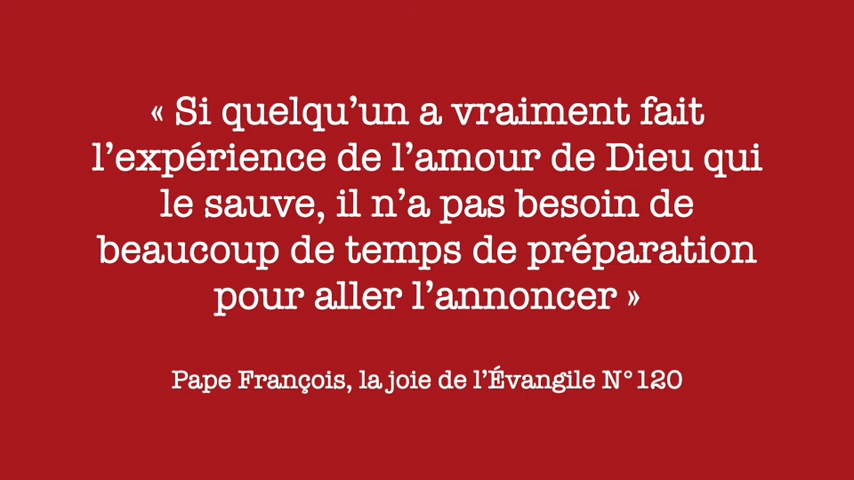 « Si quelqu’un a vraiment fait
l’expérience de l’amour de Dieu qui
le sauve, il n’a pas besoin de
beaucoup de temps de préparation
pour aller l’annoncer »
Pape François, la joie de l’Évangile N°120